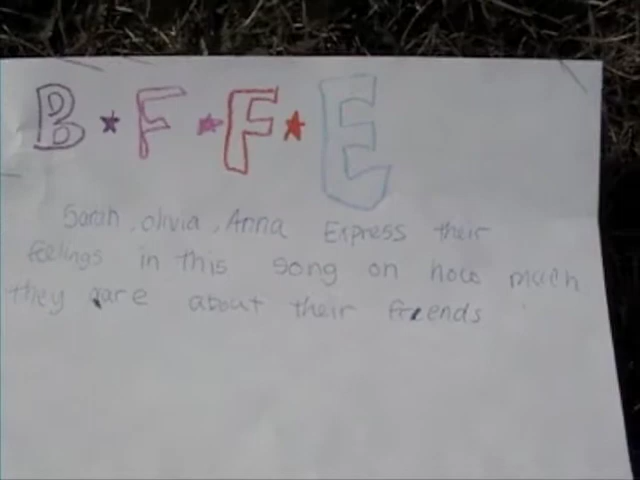 B ★ F ★ F ★ E
Sarah, olivia, Anna Express their
feelings in this song on how much
they care about their friends